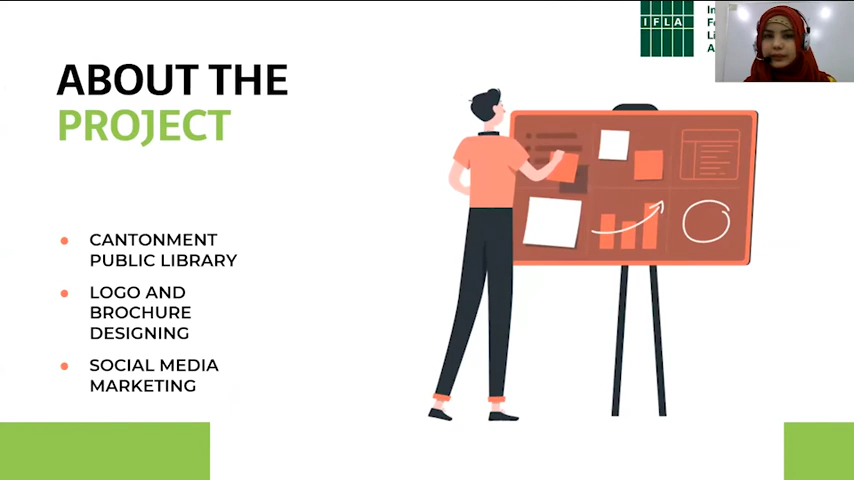 ABOUT THE
PROJECT
CANTONMENT
PUBLIC LIBRARY
LOGO AND
BROCHURE
DESIGNING
SOCIAL MEDIA
MARKETING
IFLA